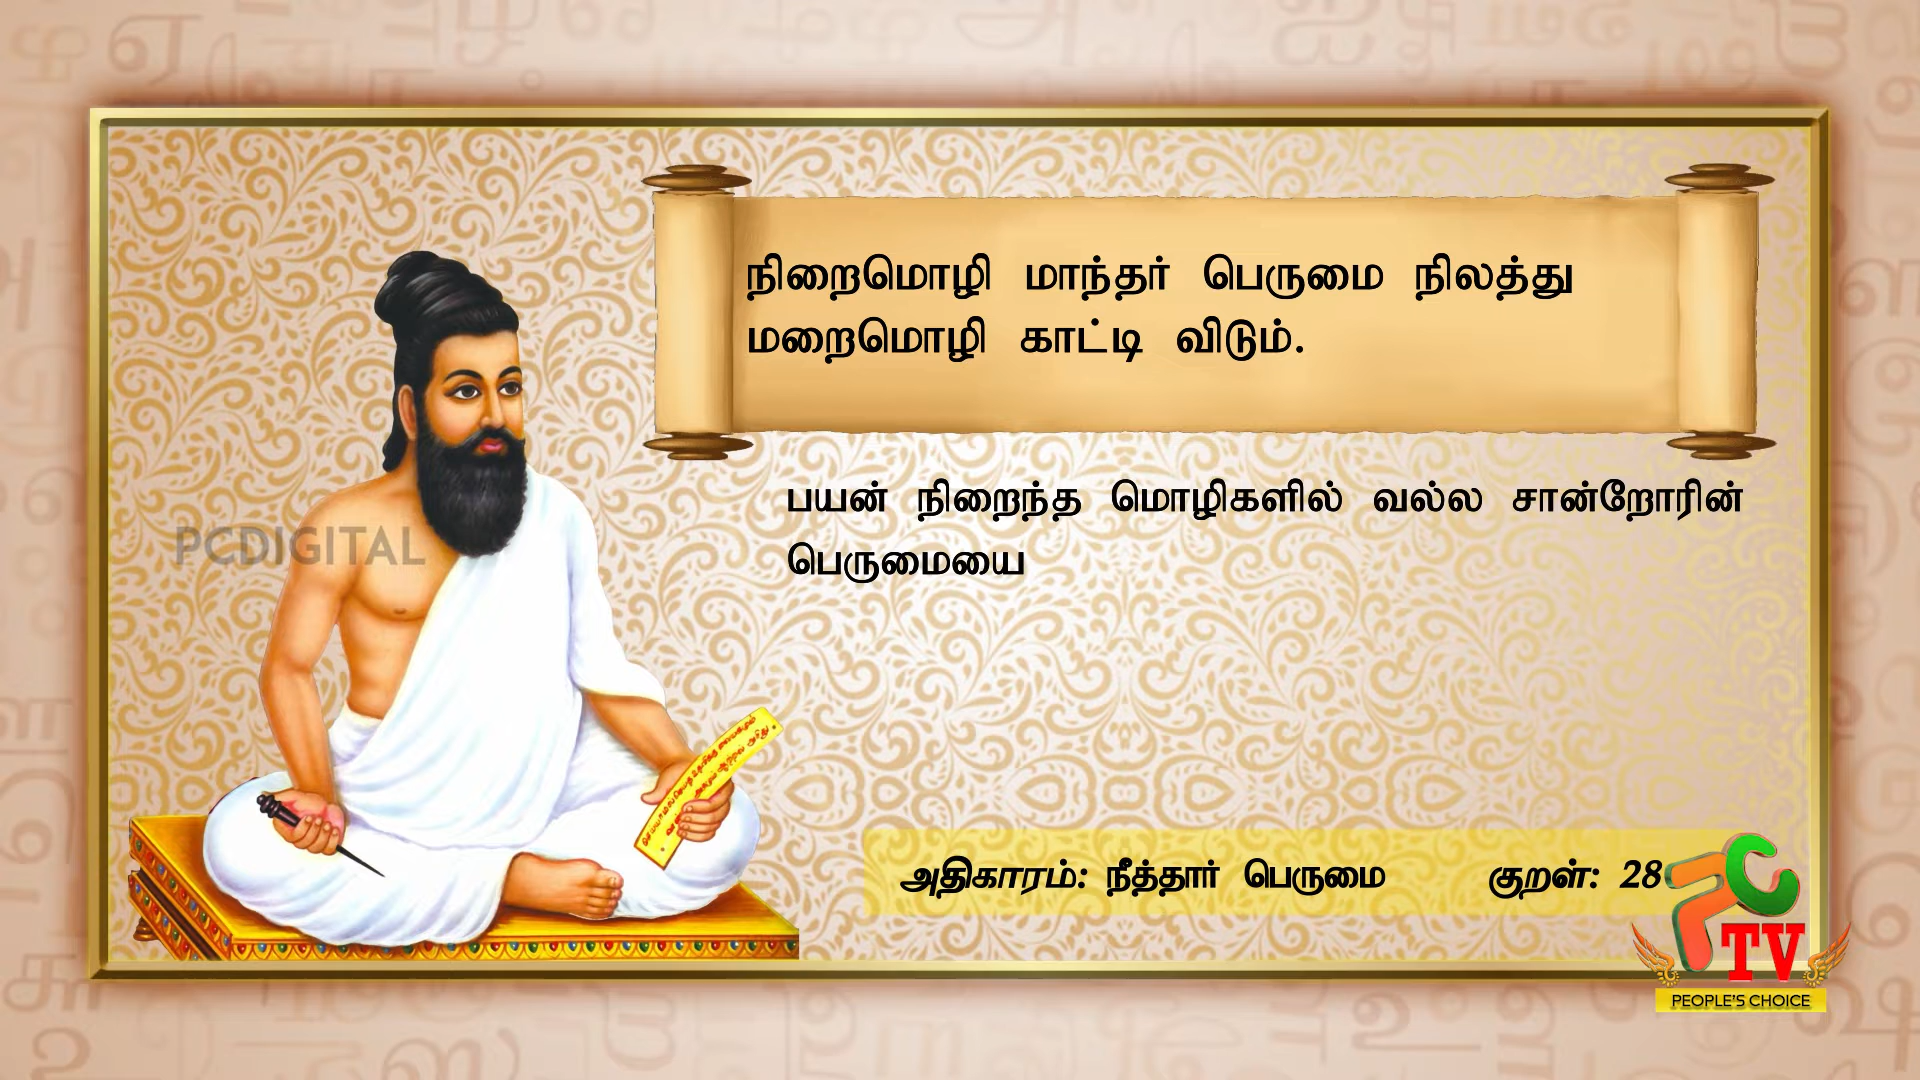 நிறைமொழி மாந்தர் பெருமை நிலத்து
மறைமொழி காட்டி விடும்.
பயன் நிறைந்த மொழிகளில் வல்ல சான்றோரின்
பெருமையை
PCDIGITAL
அதிகாரம்: நீத்தார் பெருமை குறள்: 28
TV
PEOPLE'S CHOICE